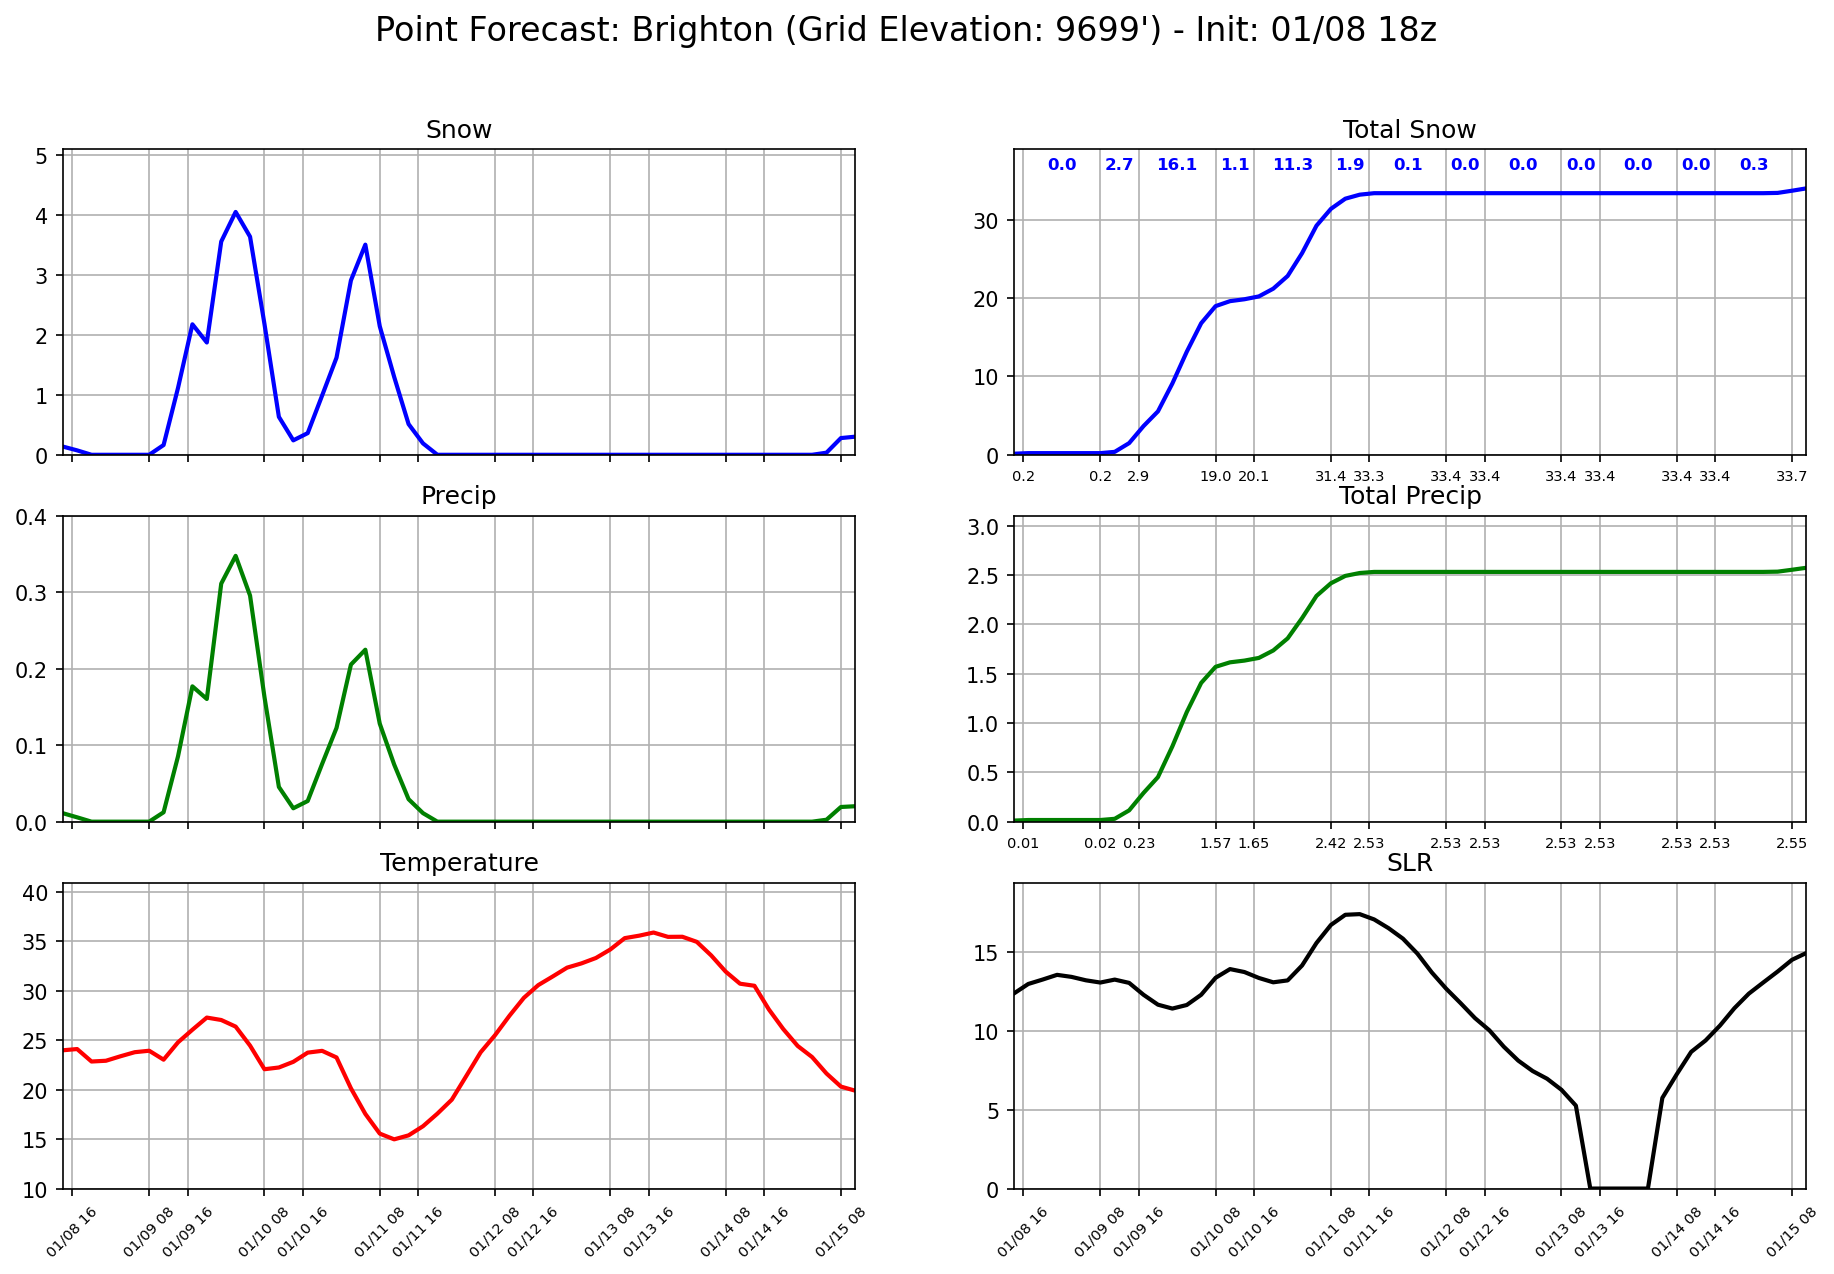 Point Forecast: Brighton (Grid Elevation: 9699') - Init: 01/08 18z
Snow
5
4
3
2
1
0
Total Snow
0.0 2.7 16.1 1.1 11.3 1.9 0.1 0.0 0.0 0.0 0.0 0.0 0.3
30
20
10
0
0.2 0.2 2.9 19.0 20.1 31.4 33.3 33.4 33.4 33.4 33.4 33.4 33.4 33.7
Precip
0.4
0.3
0.2
0.1
0.0
Total Precip
3.0
2.5
2.0
1.5
1.0
0.5
0.0
0.01 0.02 0.23 1.57 1.65 2.42 2.53 2.53 2.53 2.53 2.53 2.53 2.53 2.55
Temperature
40
35
30
25
20
15
10
01/08 16 01/09 08 01/09 16 01/10 08 01/10 16 01/11 08 01/11 16 01/12 08 01/12 16 01/13 08 01/13 16 01/14 08 01/14 16 01/15 08
SLR
15
10
5
0
01/08 16 01/09 08 01/09 16 01/10 08 01/10 16 01/11 08 01/11 16 01/12 08 01/12 16 01/13 08 01/13 16 01/14 08 01/14 16 01/15 08